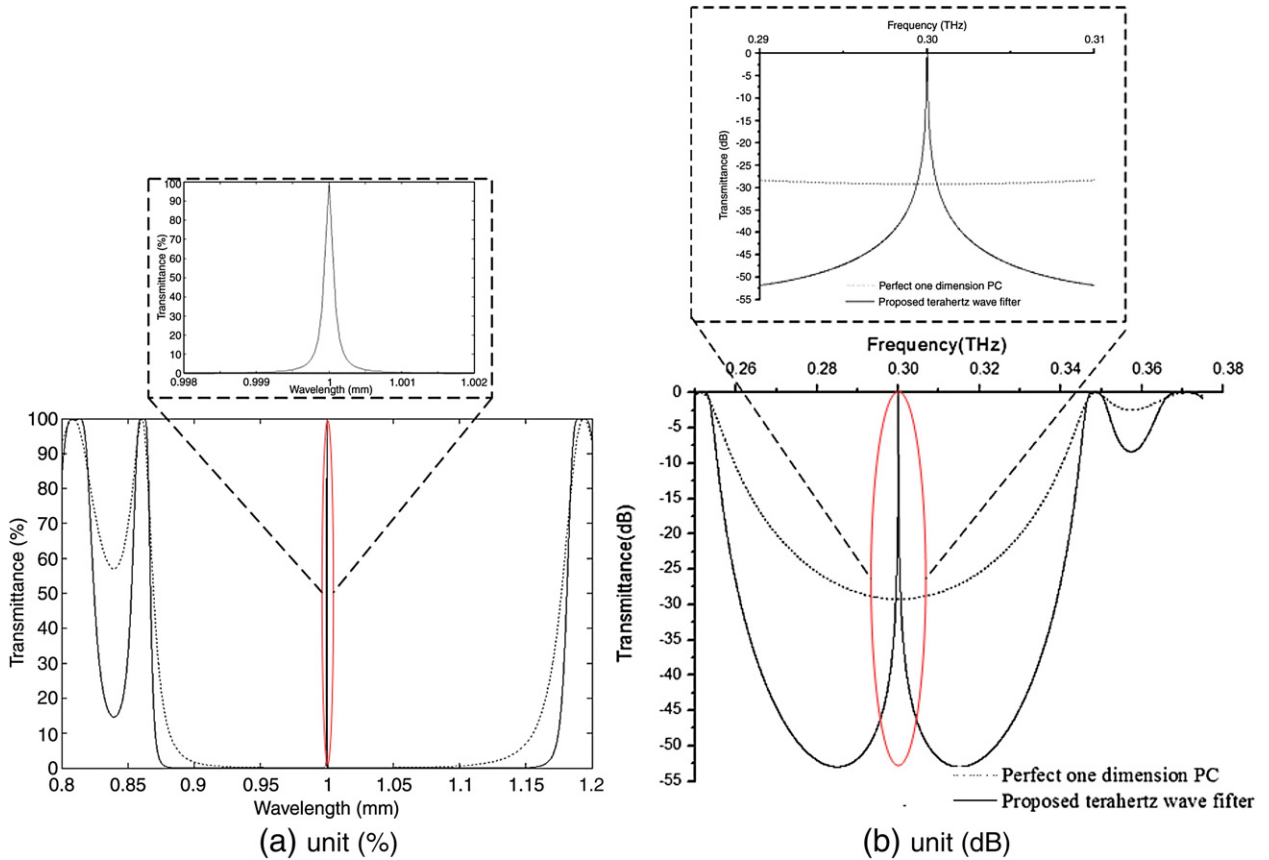 Frequency (THz)
0.29 0.30 0.31
0
-5
-10
-15
-20
-25
-30
-35
-40
-45
-50
-55
Transmittance (dB)
Perfect one dimension PC
Proposed terahertz wave fifter
100
90
80
70
60
50
40
30
20
10
0
Transmittance (%)
0.998 0.999 1 1.001 1.002
Wavelength (mm)
100
90
80
70
60
50
40
30
20
10
0
Transmittance (%)
0.8 0.85 0.9 0.95 1 1.05 1.1 1.15 1.2
Wavelength (mm)
(a) unit (%)
Frequency(THz)
0.26 0.28 0.30 0.32 0.34 0.36 0.38
0
-5
-10
-15
-20
-25
-30
-35
-40
-45
-50
-55
Transmittance(dB)
Perfect one dimension PC
Proposed terahertz wave fifter
(b) unit (dB)